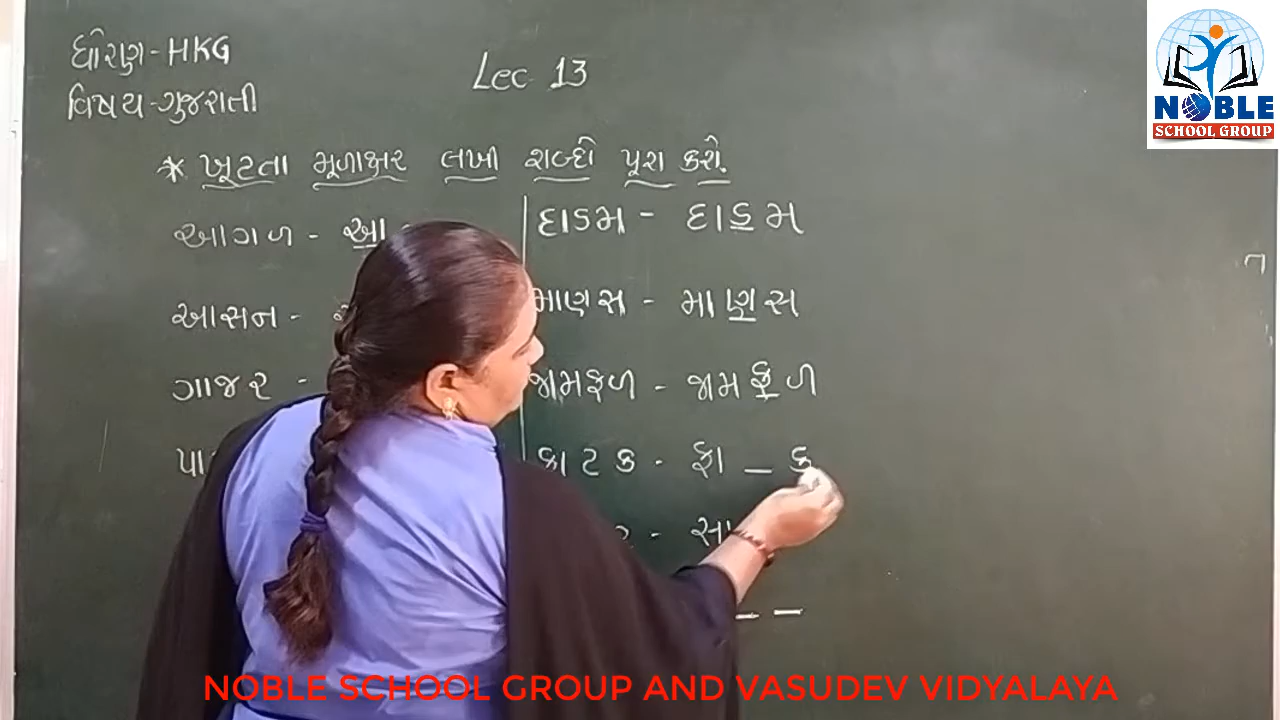 ધોરણ - HKG
વિષય - ગુજરાતી
Lec 13
* ખૂટતા મૂળાક્ષર લખી શબ્દો પૂરા કરો.
આગળ - આ
આસન -
ગાજર -
પા
દાડમ - દાડમ
માણસ - માણસ
જામફળ - જામફળ
ફાટક - ફા _ ક
ર - સા
_ _
NOBLE
SCHOOL GROUP
NOBLE SCHOOL GROUP AND VASUDEV VIDYALAYA